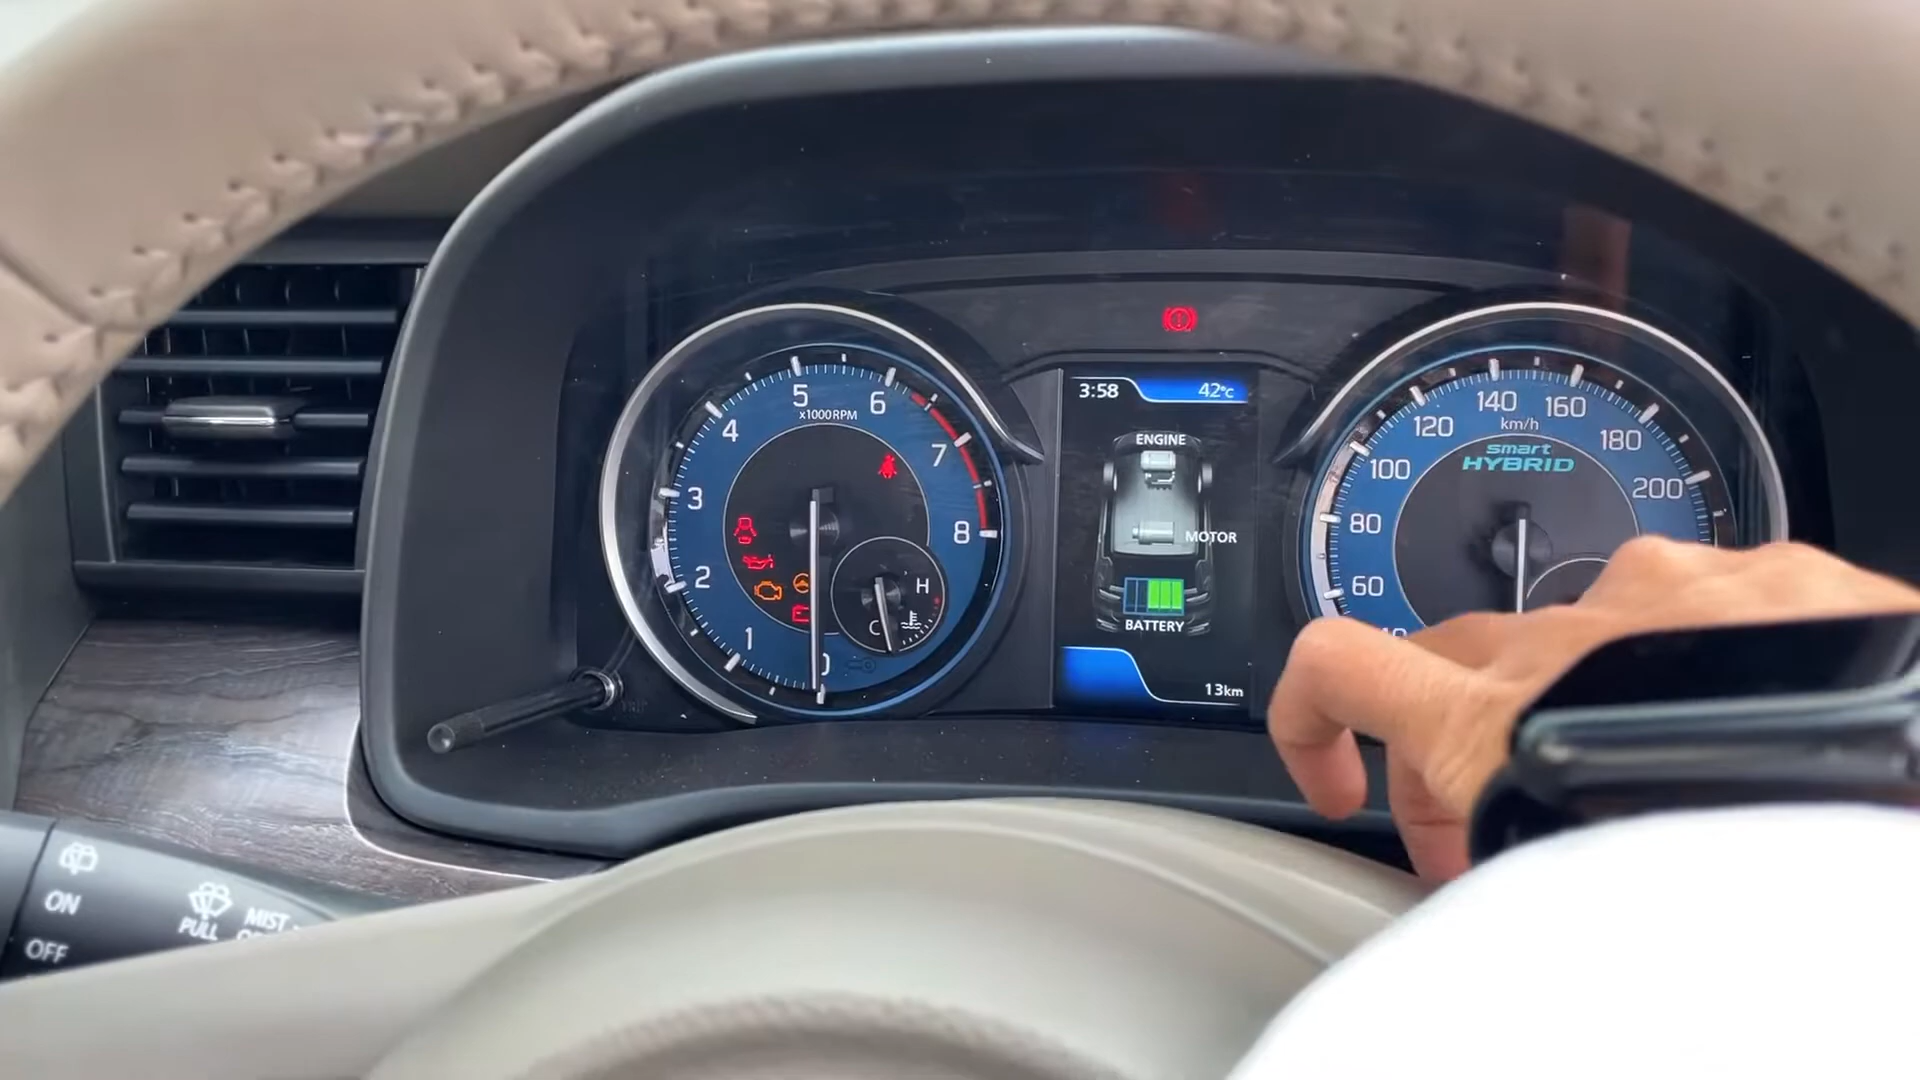 3:58
42°C
ENGINE
MOTOR
BATTERY
13km
5
x1000RPM
6
4
7
3
8
2
1
0
H
C
140
160
km/h
120
180
smart
HYBRID
100
200
80
60
ON
PULL
MIST
OFF